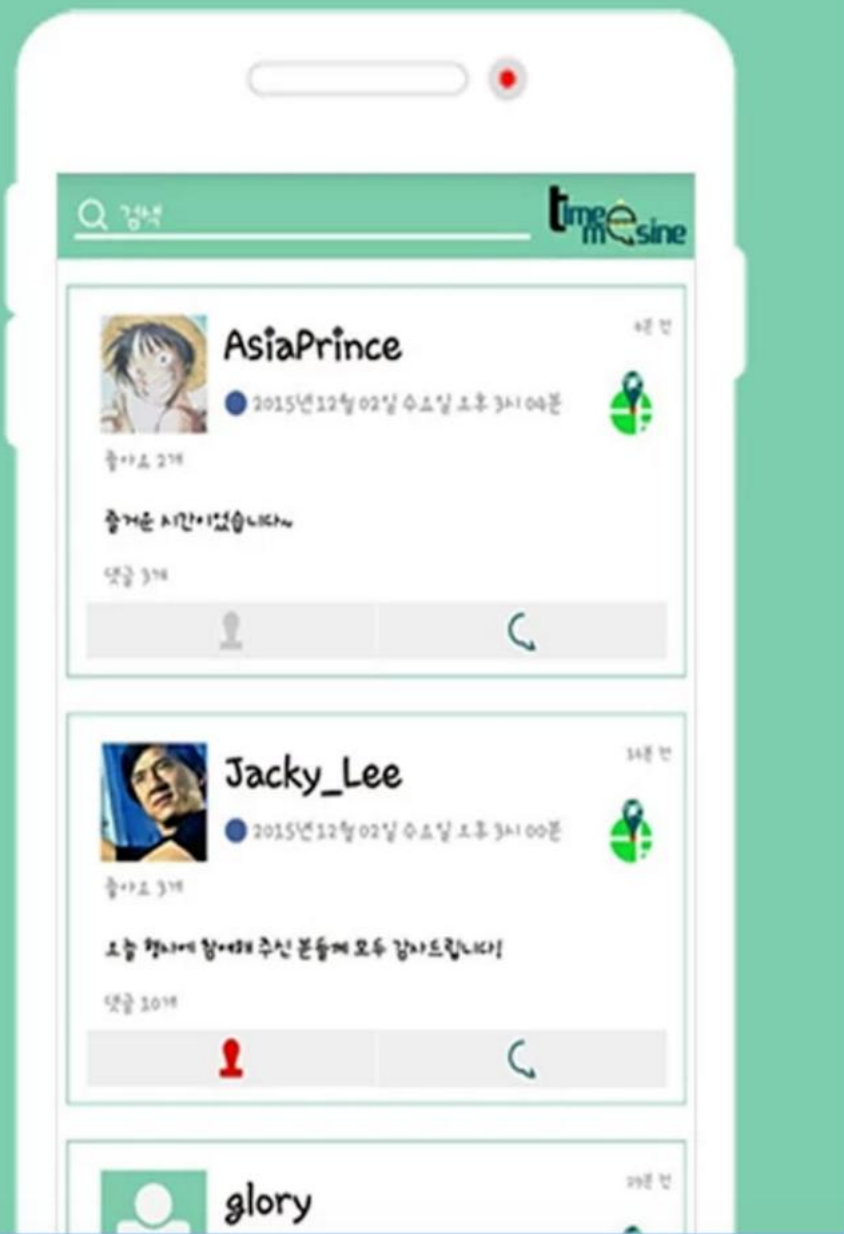 검색
time
mesine
AsiaPrince
4분 전
2015년 12월 02일 수요일 오후 3시 04분
좋아요 2개
즐거운 시간이었습니다~
댓글 3개
Jacky_Lee
2015년 12월 02일 수요일 오후 3시 00분
좋아요 3개
오늘 행사에 참여해 주신 분들께 모두 감사드립니다!
댓글 10개
glory